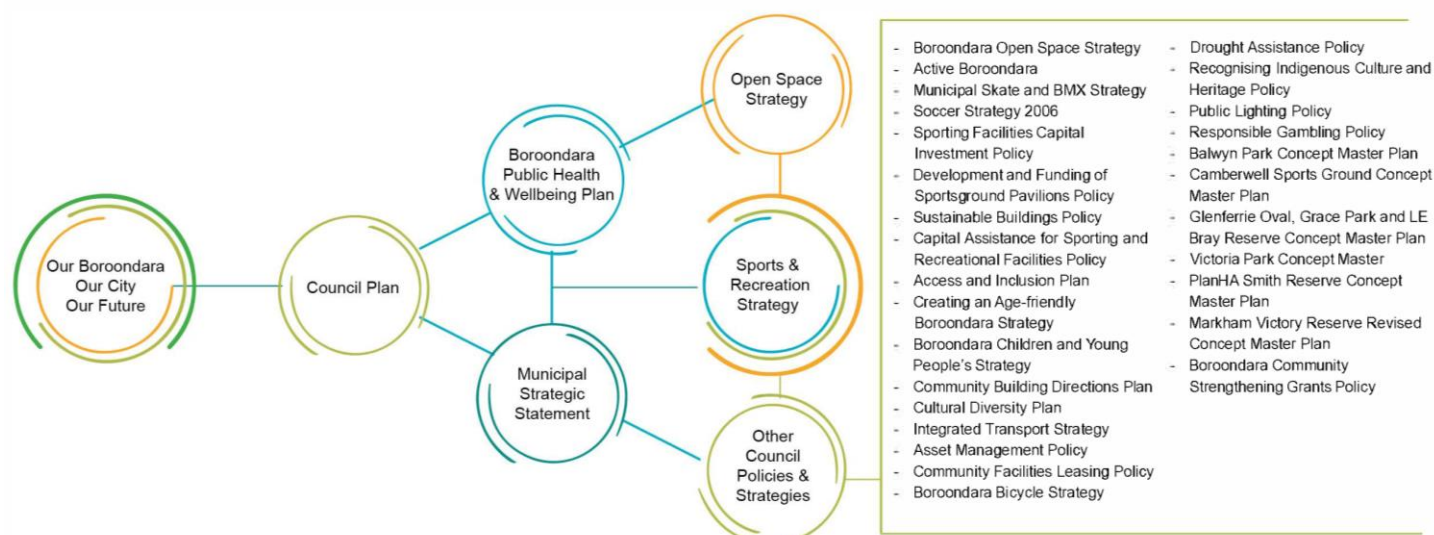 Our Boroondara
Our City
Our Future
Council Plan
Boroondara
Public Health
& Wellbeing Plan
Municipal
Strategic
Statement
Open Space
Strategy
Sports &
Recreation
Strategy
Other
Council
Policies &
Strategies
- Boroondara Open Space Strategy
- Active Boroondara
- Municipal Skate and BMX Strategy
- Soccer Strategy 2006
- Sporting Facilities Capital
Investment Policy
- Development and Funding of
Sportsground Pavilions Policy
- Sustainable Buildings Policy
- Capital Assistance for Sporting and
Recreational Facilities Policy
- Access and Inclusion Plan
- Creating an Age-friendly
Boroondara Strategy
- Boroondara Children and Young
People's Strategy
- Community Building Directions Plan
- Cultural Diversity Plan
- Integrated Transport Strategy
- Asset Management Policy
- Community Facilities Leasing Policy
- Boroondara Bicycle Strategy
- Drought Assistance Policy
- Recognising Indigenous Culture and
Heritage Policy
- Public Lighting Policy
- Responsible Gambling Policy
- Balwyn Park Concept Master Plan
- Camberwell Sports Ground Concept
Master Plan
- Glenferrie Oval, Grace Park and LE
Bray Reserve Concept Master Plan
- Victoria Park Concept Master
- PlanHA Smith Reserve Concept
Master Plan
- Markham Victory Reserve Revised
Concept Master Plan
- Boroondara Community
Strengthening Grants Policy